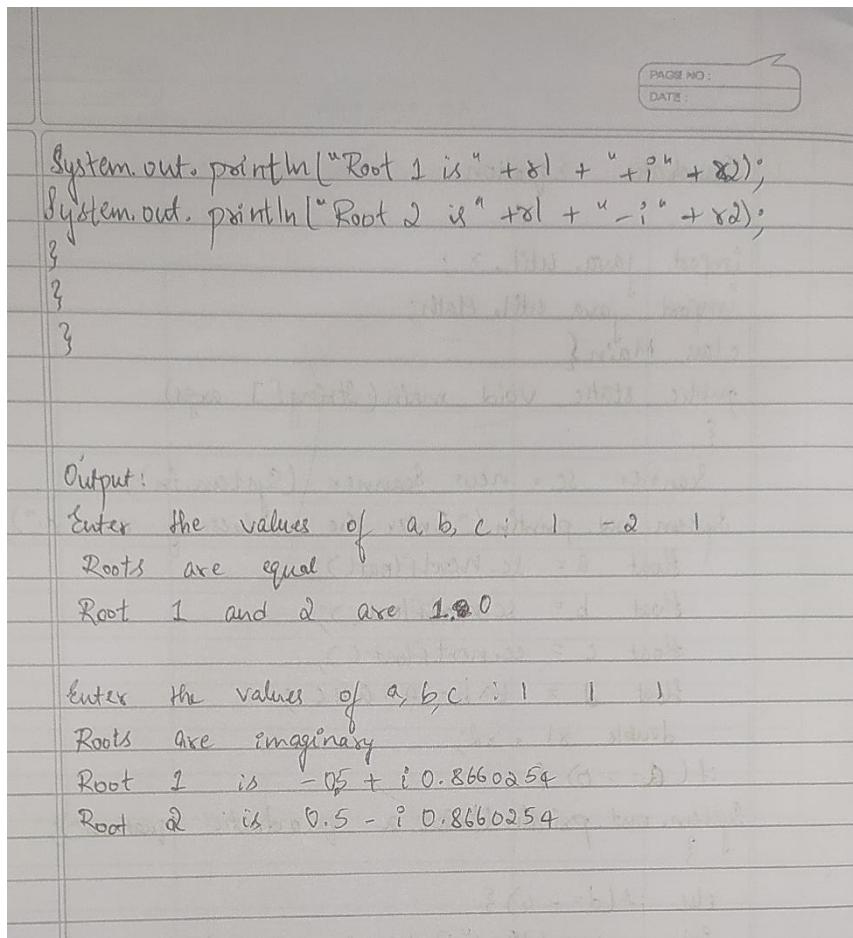 PAGE NO:
DATE:
System.out.println("Root 1 is" + r1 + "+i" + r2);
System.out.println("Root 2 is" + r1 + "-i" + r2);
}
}
}
Output:
Enter the values of a, b, c : 1 -2 1
Roots are equal
Root 1 and 2 are 1.0
Enter the values of a, b, c : 1 1 1
Roots are imaginary
Root 1 is -05 + i 0.8660254
Root 2 is 0.5 - i 0.8660254